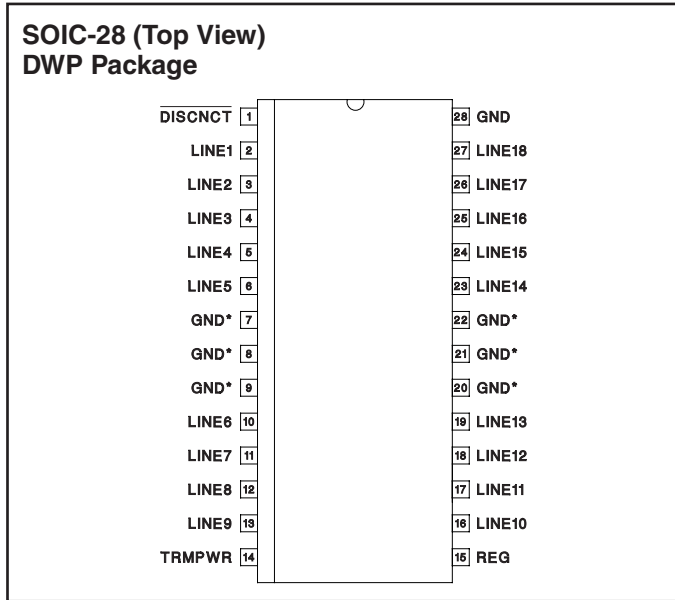 SOIC-28 (Top View)
DWP Package
DISCNCT 1 28 GND
LINE1 2 27 LINE18
LINE2 3 26 LINE17
LINE3 4 25 LINE16
LINE4 5 24 LINE15
LINE5 6 23 LINE14
GND* 7 22 GND*
GND* 8 21 GND*
GND* 9 20 GND*
LINE6 10 19 LINE13
LINE7 11 18 LINE12
LINE8 12 17 LINE11
LINE9 13 16 LINE10
TRMPWR 14 15 REG